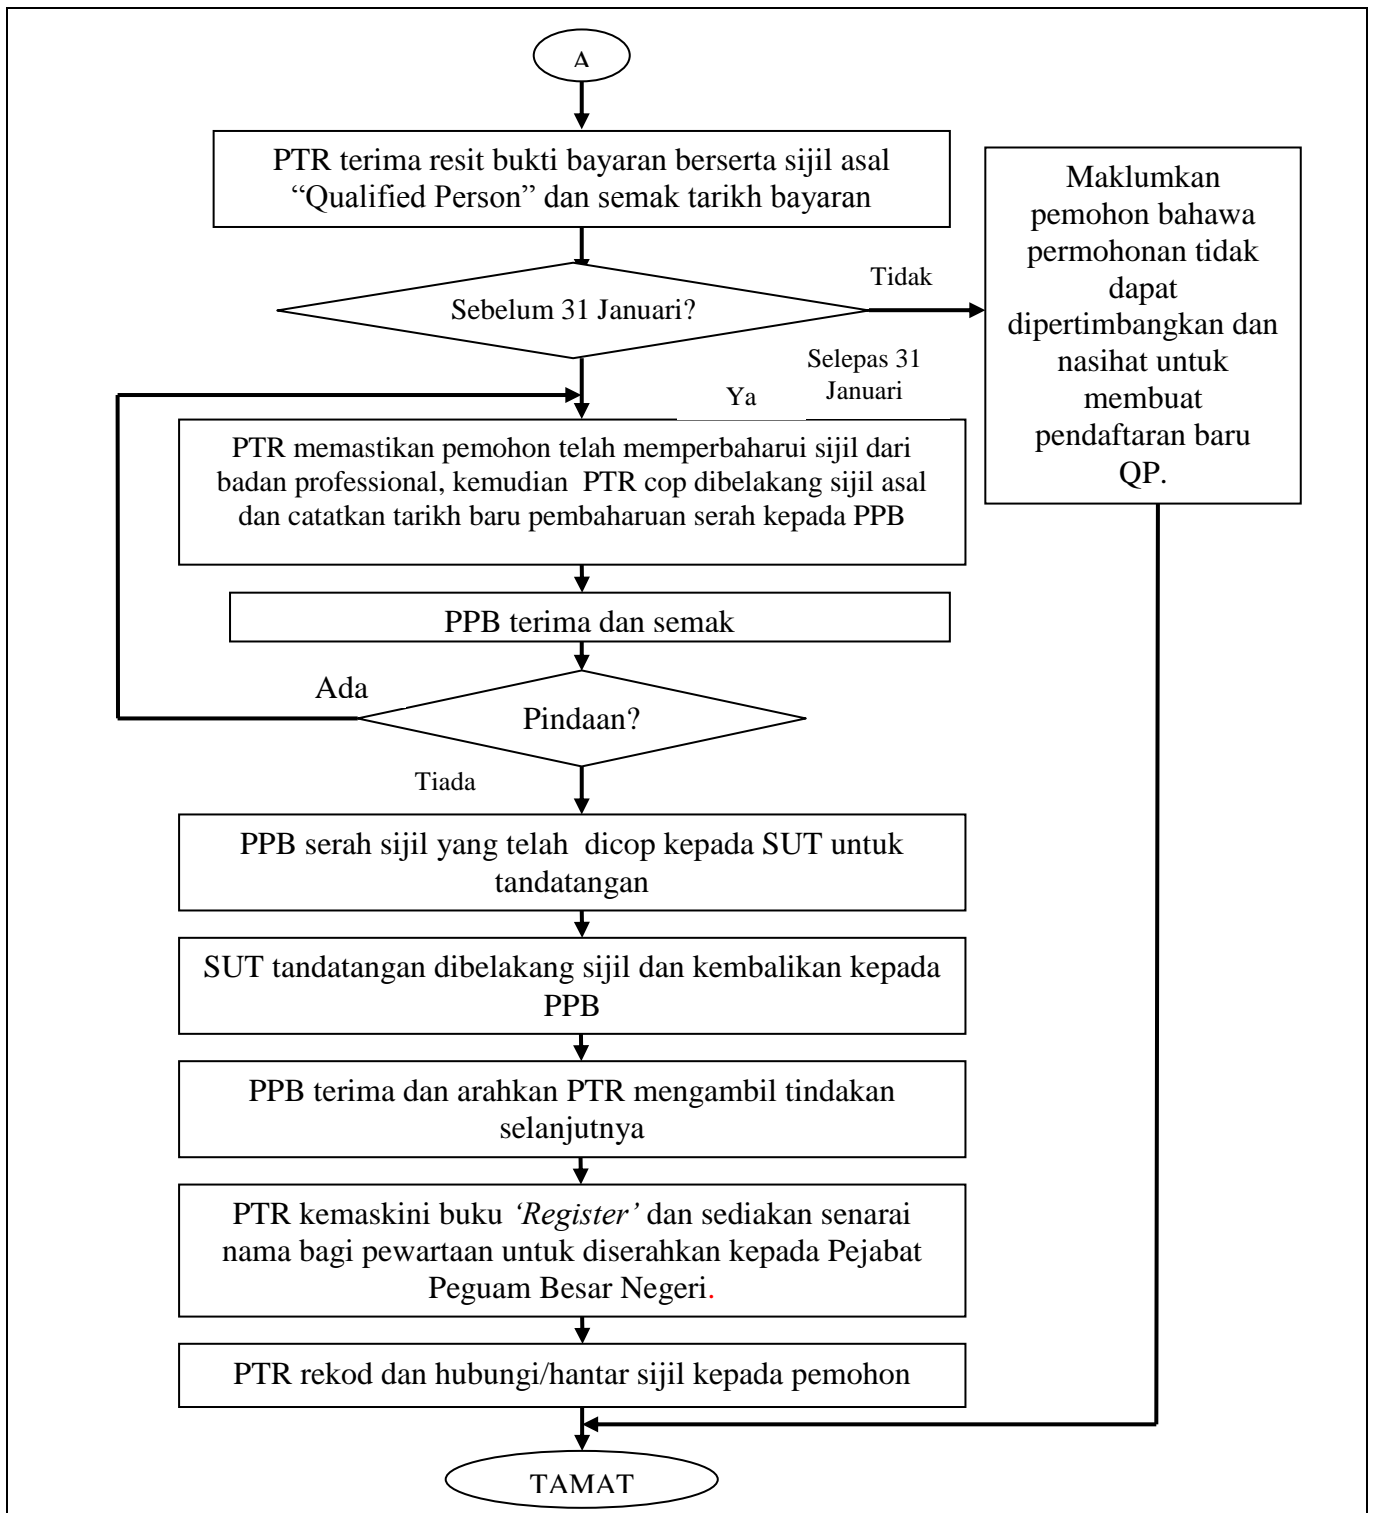 A
PTR terima resit bukti bayaran berserta sijil asal
“Qualified Person” dan semak tarikh bayaran
Maklumkan
pemohon bahawa
permohonan tidak
dapat
dipertimbangkan dan
nasihat untuk
membuat
pendaftaran baru
QP.
Tidak
Sebelum 31 Januari?
Selepas 31
Januari
Ya
PTR memastikan pemohon telah memperbaharui sijil dari
badan professional, kemudian  PTR cop dibelakang sijil asal
dan catatkan tarikh baru pembaharuan serah kepada PPB
PPB terima dan semak
Ada
Pindaan?
Tiada
PPB serah sijil yang telah  dicop kepada SUT untuk
tandatangan
SUT tandatangan dibelakang sijil dan kembalikan kepada
PPB
PPB terima dan arahkan PTR mengambil tindakan
selanjutnya
PTR kemaskini buku ‘Register’ dan sediakan senarai
nama bagi pewartaan untuk diserahkan kepada Pejabat
Peguam Besar Negeri.
PTR rekod dan hubungi/hantar sijil kepada pemohon
TAMAT